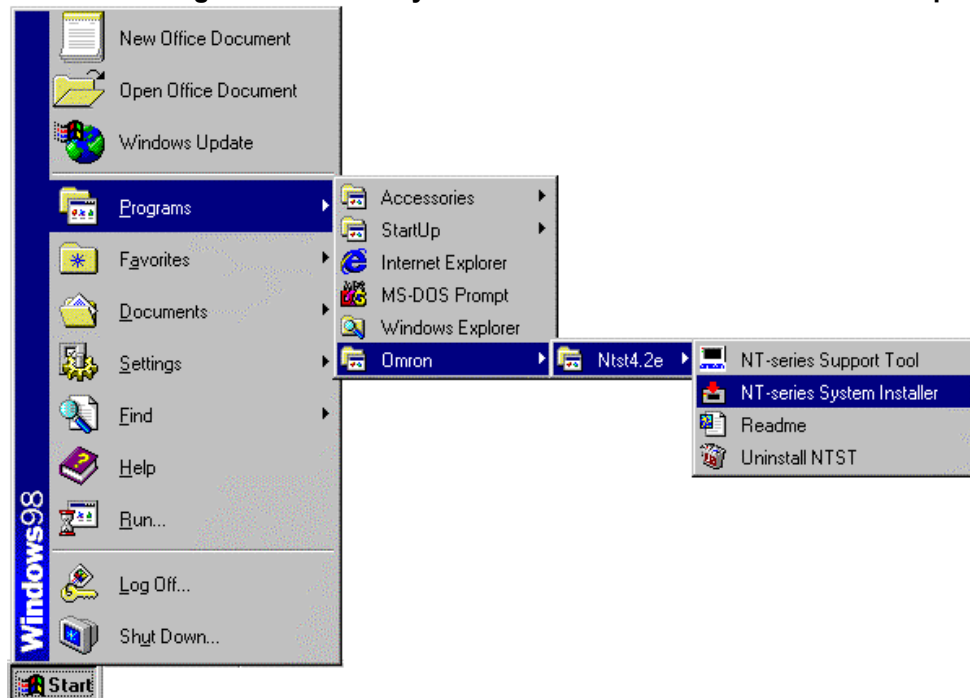 New Office Document
Open Office Document
Windows Update
Programs
Favorites
Documents
Settings
Find
Help
Run...
Log Off...
Shut Down...
Windows98
Start
Accessories
StartUp
Internet Explorer
MS-DOS Prompt
Windows Explorer
Omron
Ntst4.2e
NT-series Support Tool
NT-series System Installer
Readme
Uninstall NTST